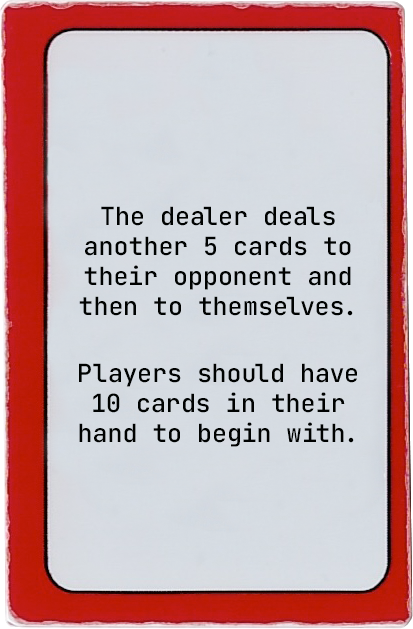 The dealer deals
another 5 cards to
their opponent and
then to themselves.
Players should have
10 cards in their
hand to begin with.